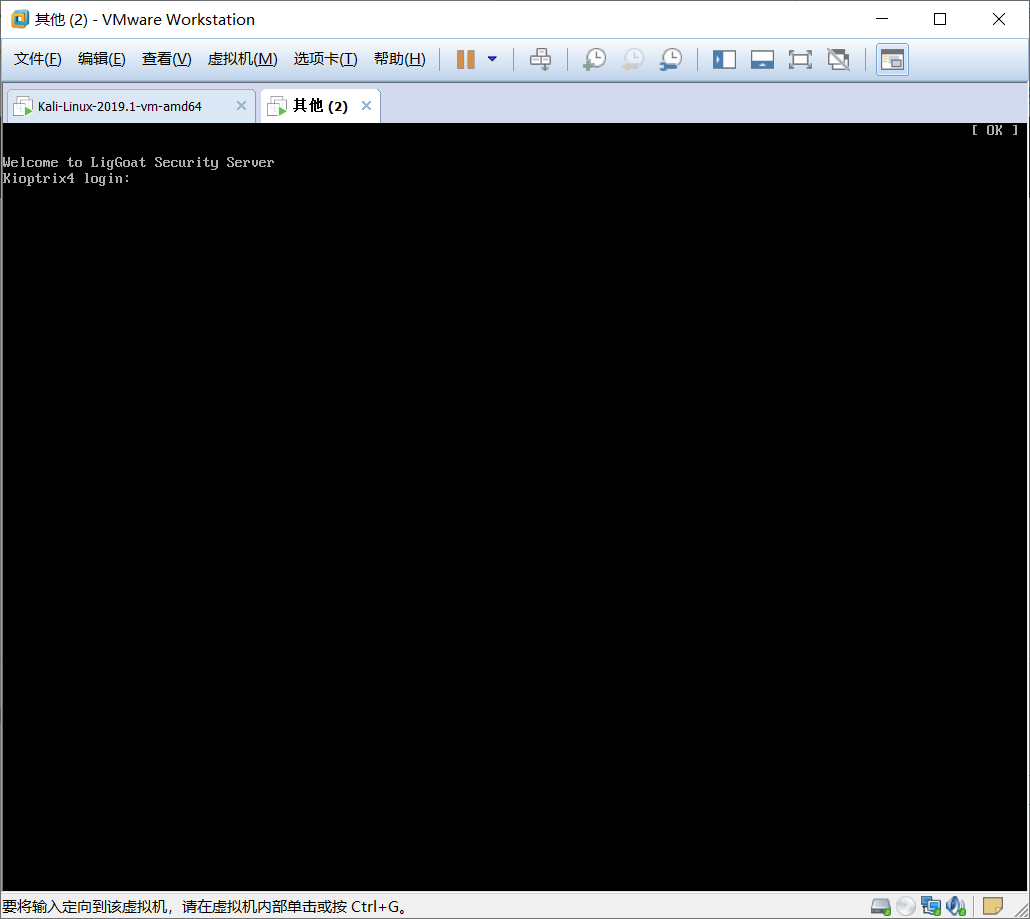 其他 (2) - VMware Workstation
文件(F) 编辑(E) 查看(V) 虚拟机(M) 选项卡(T) 帮助(H)
Kali-Linux-2019.1-vm-amd64 其他 (2)
[ OK ]
Welcome to LigGoat Security Server
Kioptrix4 login:
要将输入定向到该虚拟机，请在虚拟机内部单击或按 Ctrl+G。